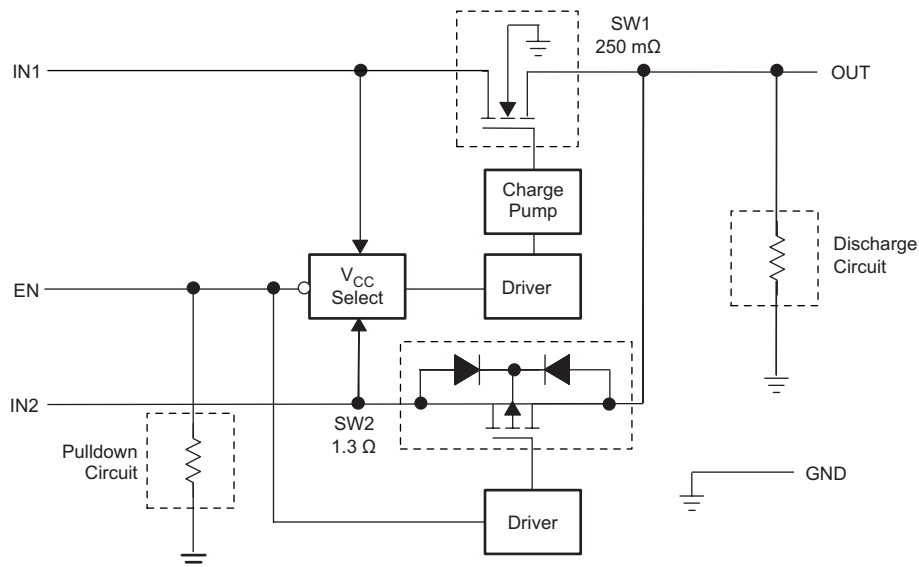 SW1
250 mΩ
IN1
OUT
Charge
Pump
Discharge
Circuit
EN
VCC
Select
Driver
IN2
SW2
1.3 Ω
Pulldown
Circuit
GND
Driver